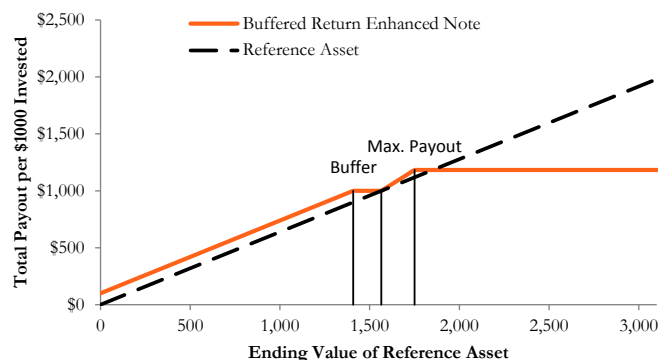 Buffered Return Enhanced Note
Reference Asset
Total Payout per $1000 Invested
$2,500
$2,000
$1,500
$1,000
$500
$0
Max. Payout
Buffer
0
500
1,000
1,500
2,000
2,500
3,000
Ending Value of Reference Asset